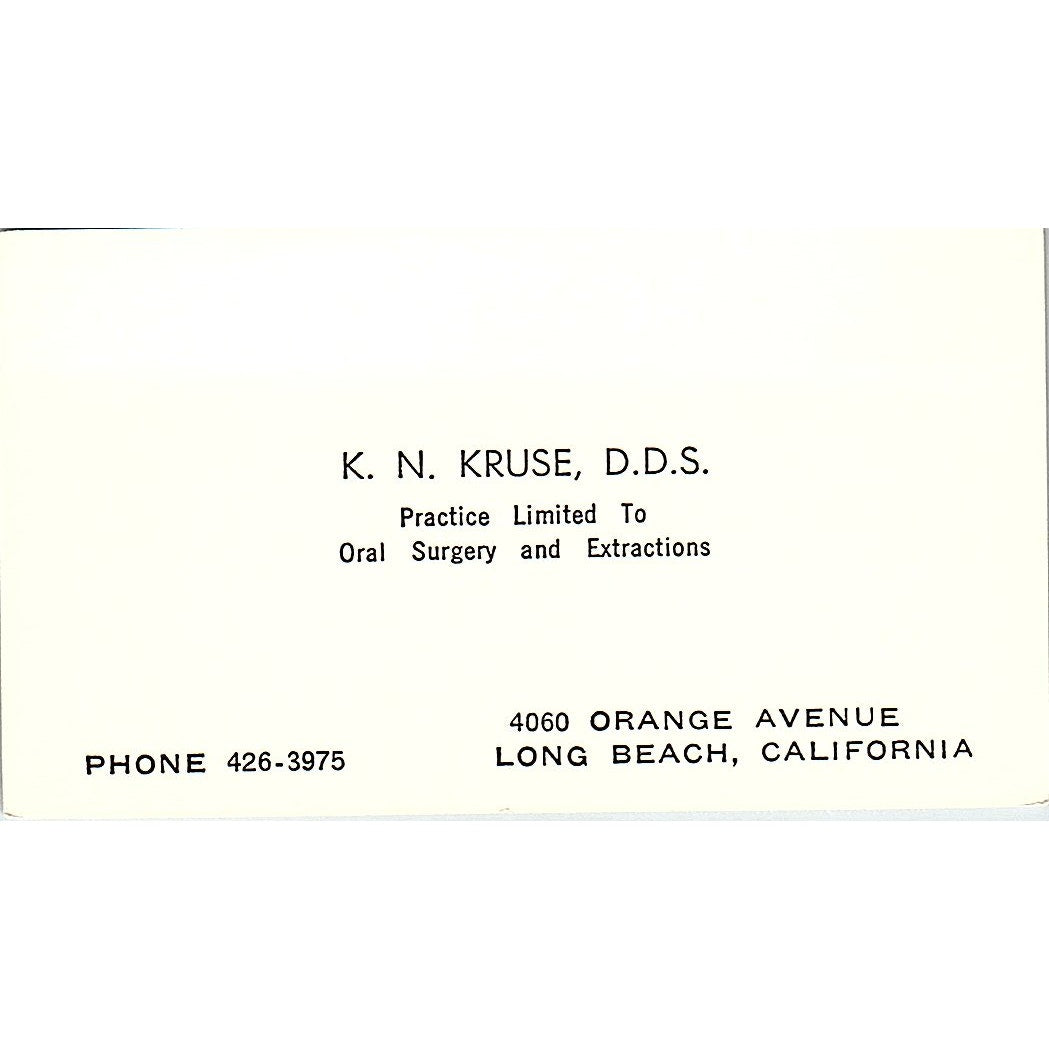 K. N. KRUSE, D.D.S.
Practice Limited To
Oral Surgery and Extractions
4060 ORANGE AVENUE
PHONE 426-3975
LONG BEACH, CALIFORNIA